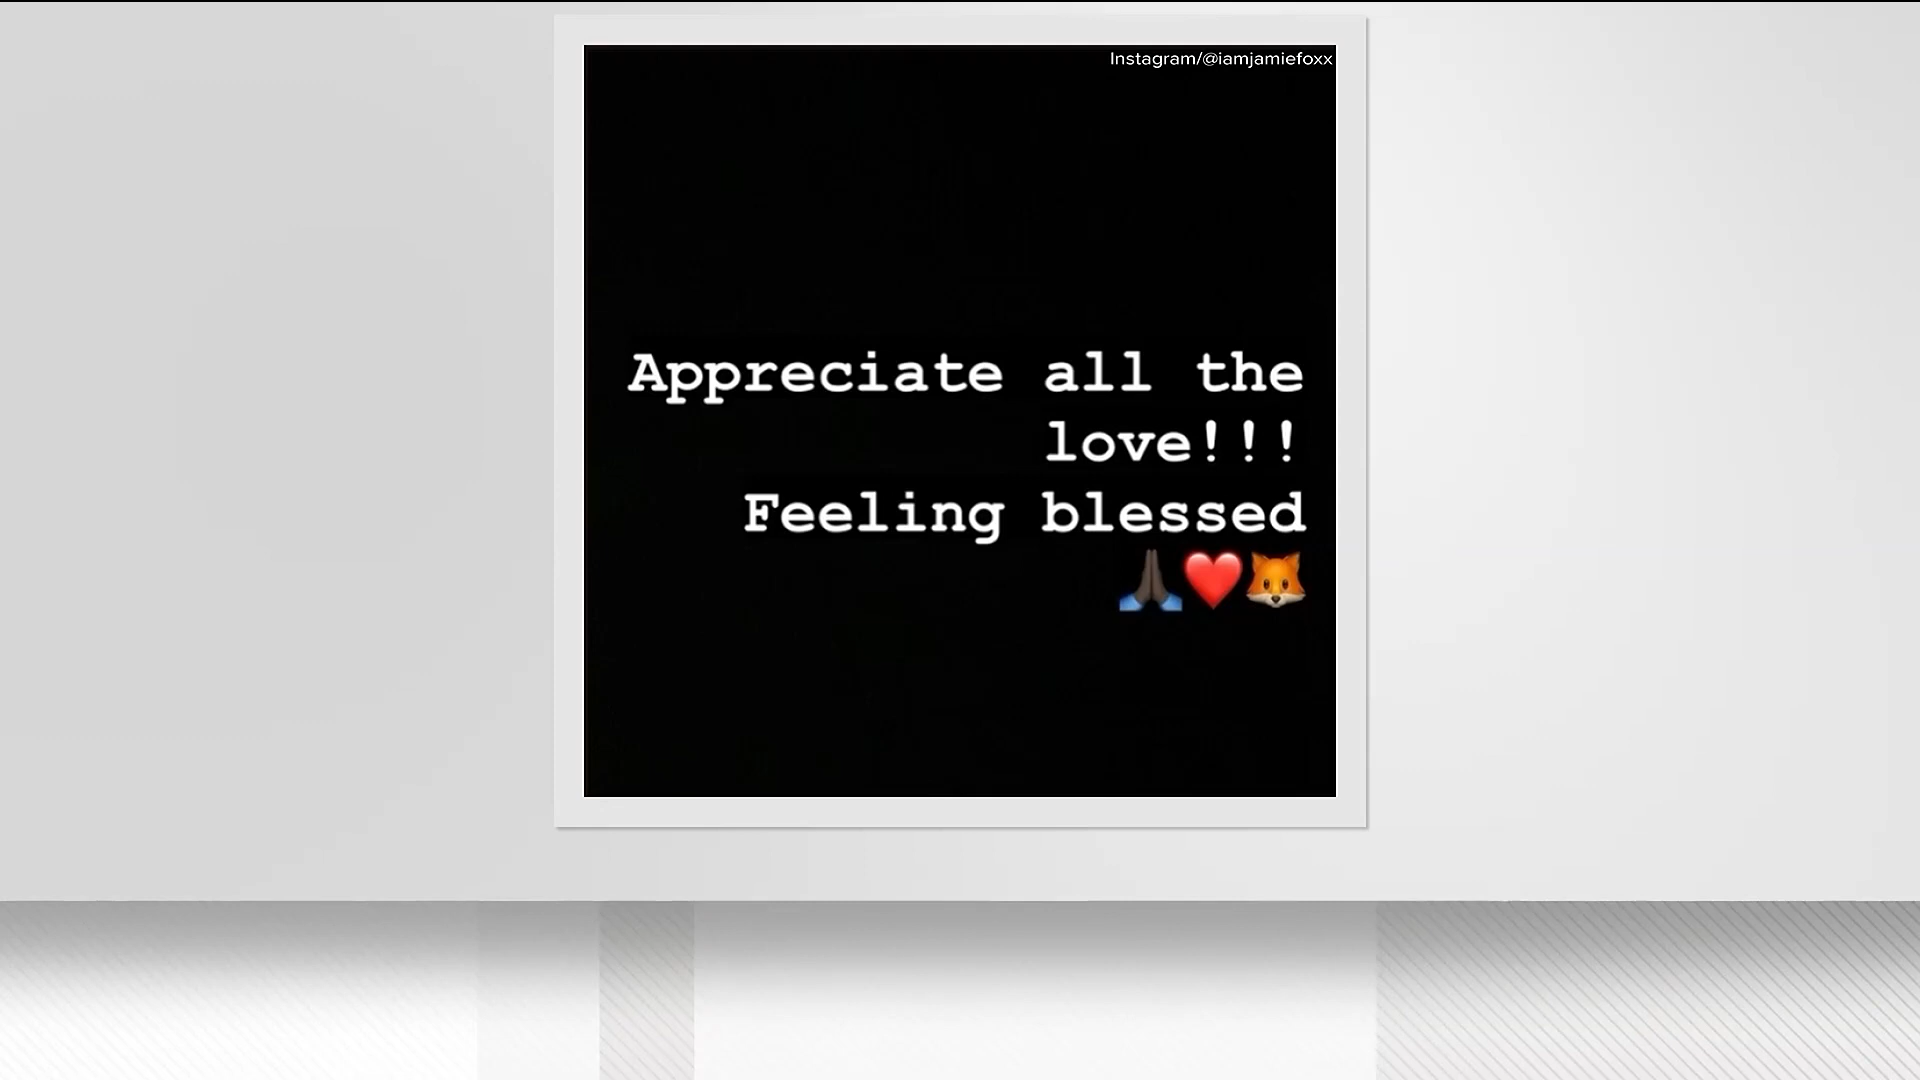 Instagram/@iamjamiefoxx
Appreciate all the
love!!!
Feeling blessed
🙏🏿❤️🦊